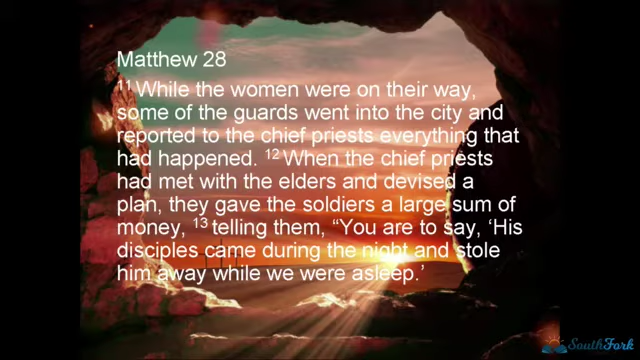 Matthew 28
11 While the women were on their way,
some of the guards went into the city and
reported to the chief priests everything that
had happened. 12 When the chief priests
had met with the elders and devised a
plan, they gave the soldiers a large sum of
money, 13 telling them, “You are to say, ‘His
disciples came during the night and stole
him away while we were asleep.’
SouthFork